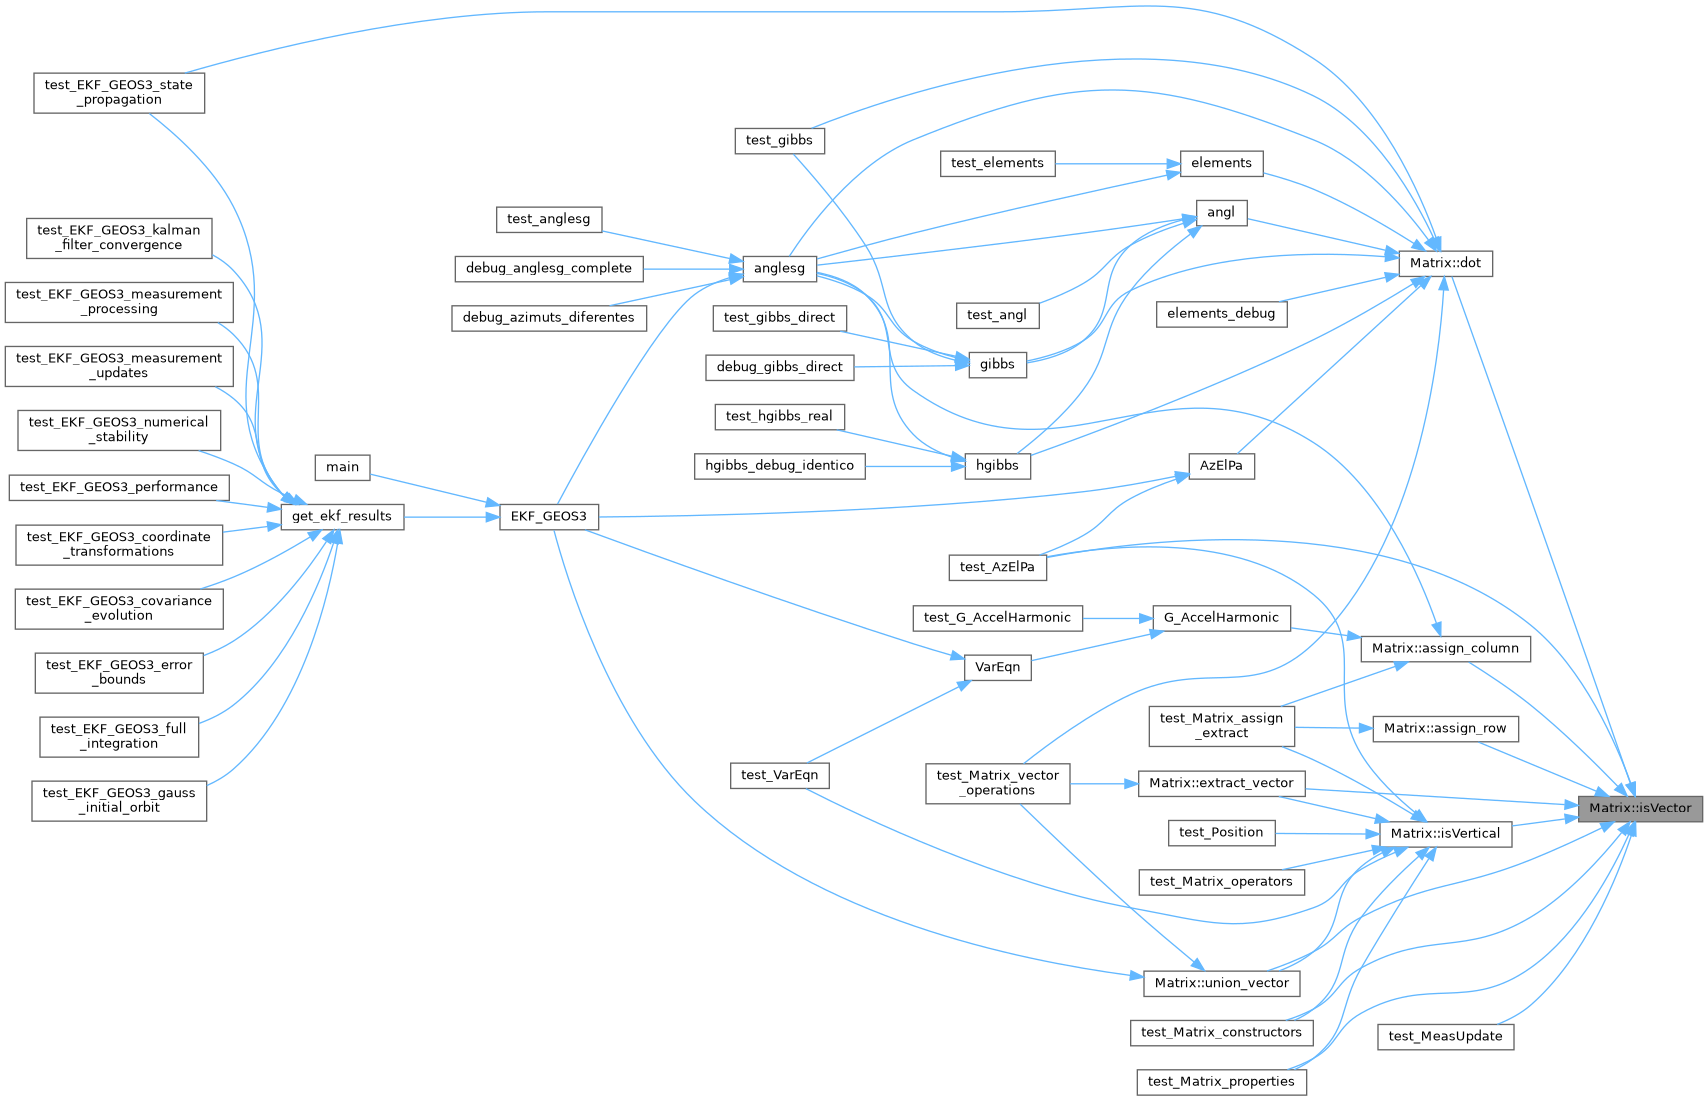 test_EKF_GEOS3_state
_propagation
test_EKF_GEOS3_kalman
_filter_convergence
test_EKF_GEOS3_measurement
_processing
test_EKF_GEOS3_measurement
_updates
test_EKF_GEOS3_numerical
_stability
test_EKF_GEOS3_performance
test_EKF_GEOS3_coordinate
_transformations
test_EKF_GEOS3_covariance
_evolution
test_EKF_GEOS3_error
_bounds
test_EKF_GEOS3_full
_integration
test_EKF_GEOS3_gauss
_initial_orbit
main
get_ekf_results
test_anglesg
debug_anglesg_complete
debug_azimuts_diferentes
EKF_GEOS3
test_gibbs
anglesg
test_gibbs_direct
debug_gibbs_direct
test_hgibbs_real
hgibbs_debug_identico
test_VarEqn
test_elements
test_angl
gibbs
hgibbs
test_AzElPa
test_G_AccelHarmonic
VarEqn
test_Matrix_vector
_operations
elements
angl
elements_debug
AzElPa
G_AccelHarmonic
test_Matrix_assign
_extract
Matrix::extract_vector
test_Position
test_Matrix_operators
Matrix::union_vector
test_Matrix_constructors
test_Matrix_properties
Matrix::dot
Matrix::assign_column
Matrix::assign_row
Matrix::isVertical
test_MeasUpdate
Matrix::isVector